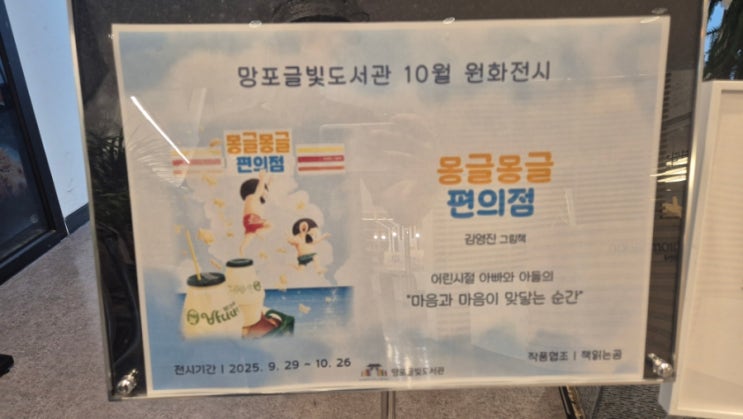 망포글빛도서관 10월 원화전시
몽글몽글
편의점
몽글몽글
편의점
김영진 그림책
어린시절 아빠와 아들의
"마음과 마음이 맞닿는 순간"
전시기간 | 2025. 9. 29 ~ 10. 26
망포글빛도서관
작품협조 | 책읽는곰